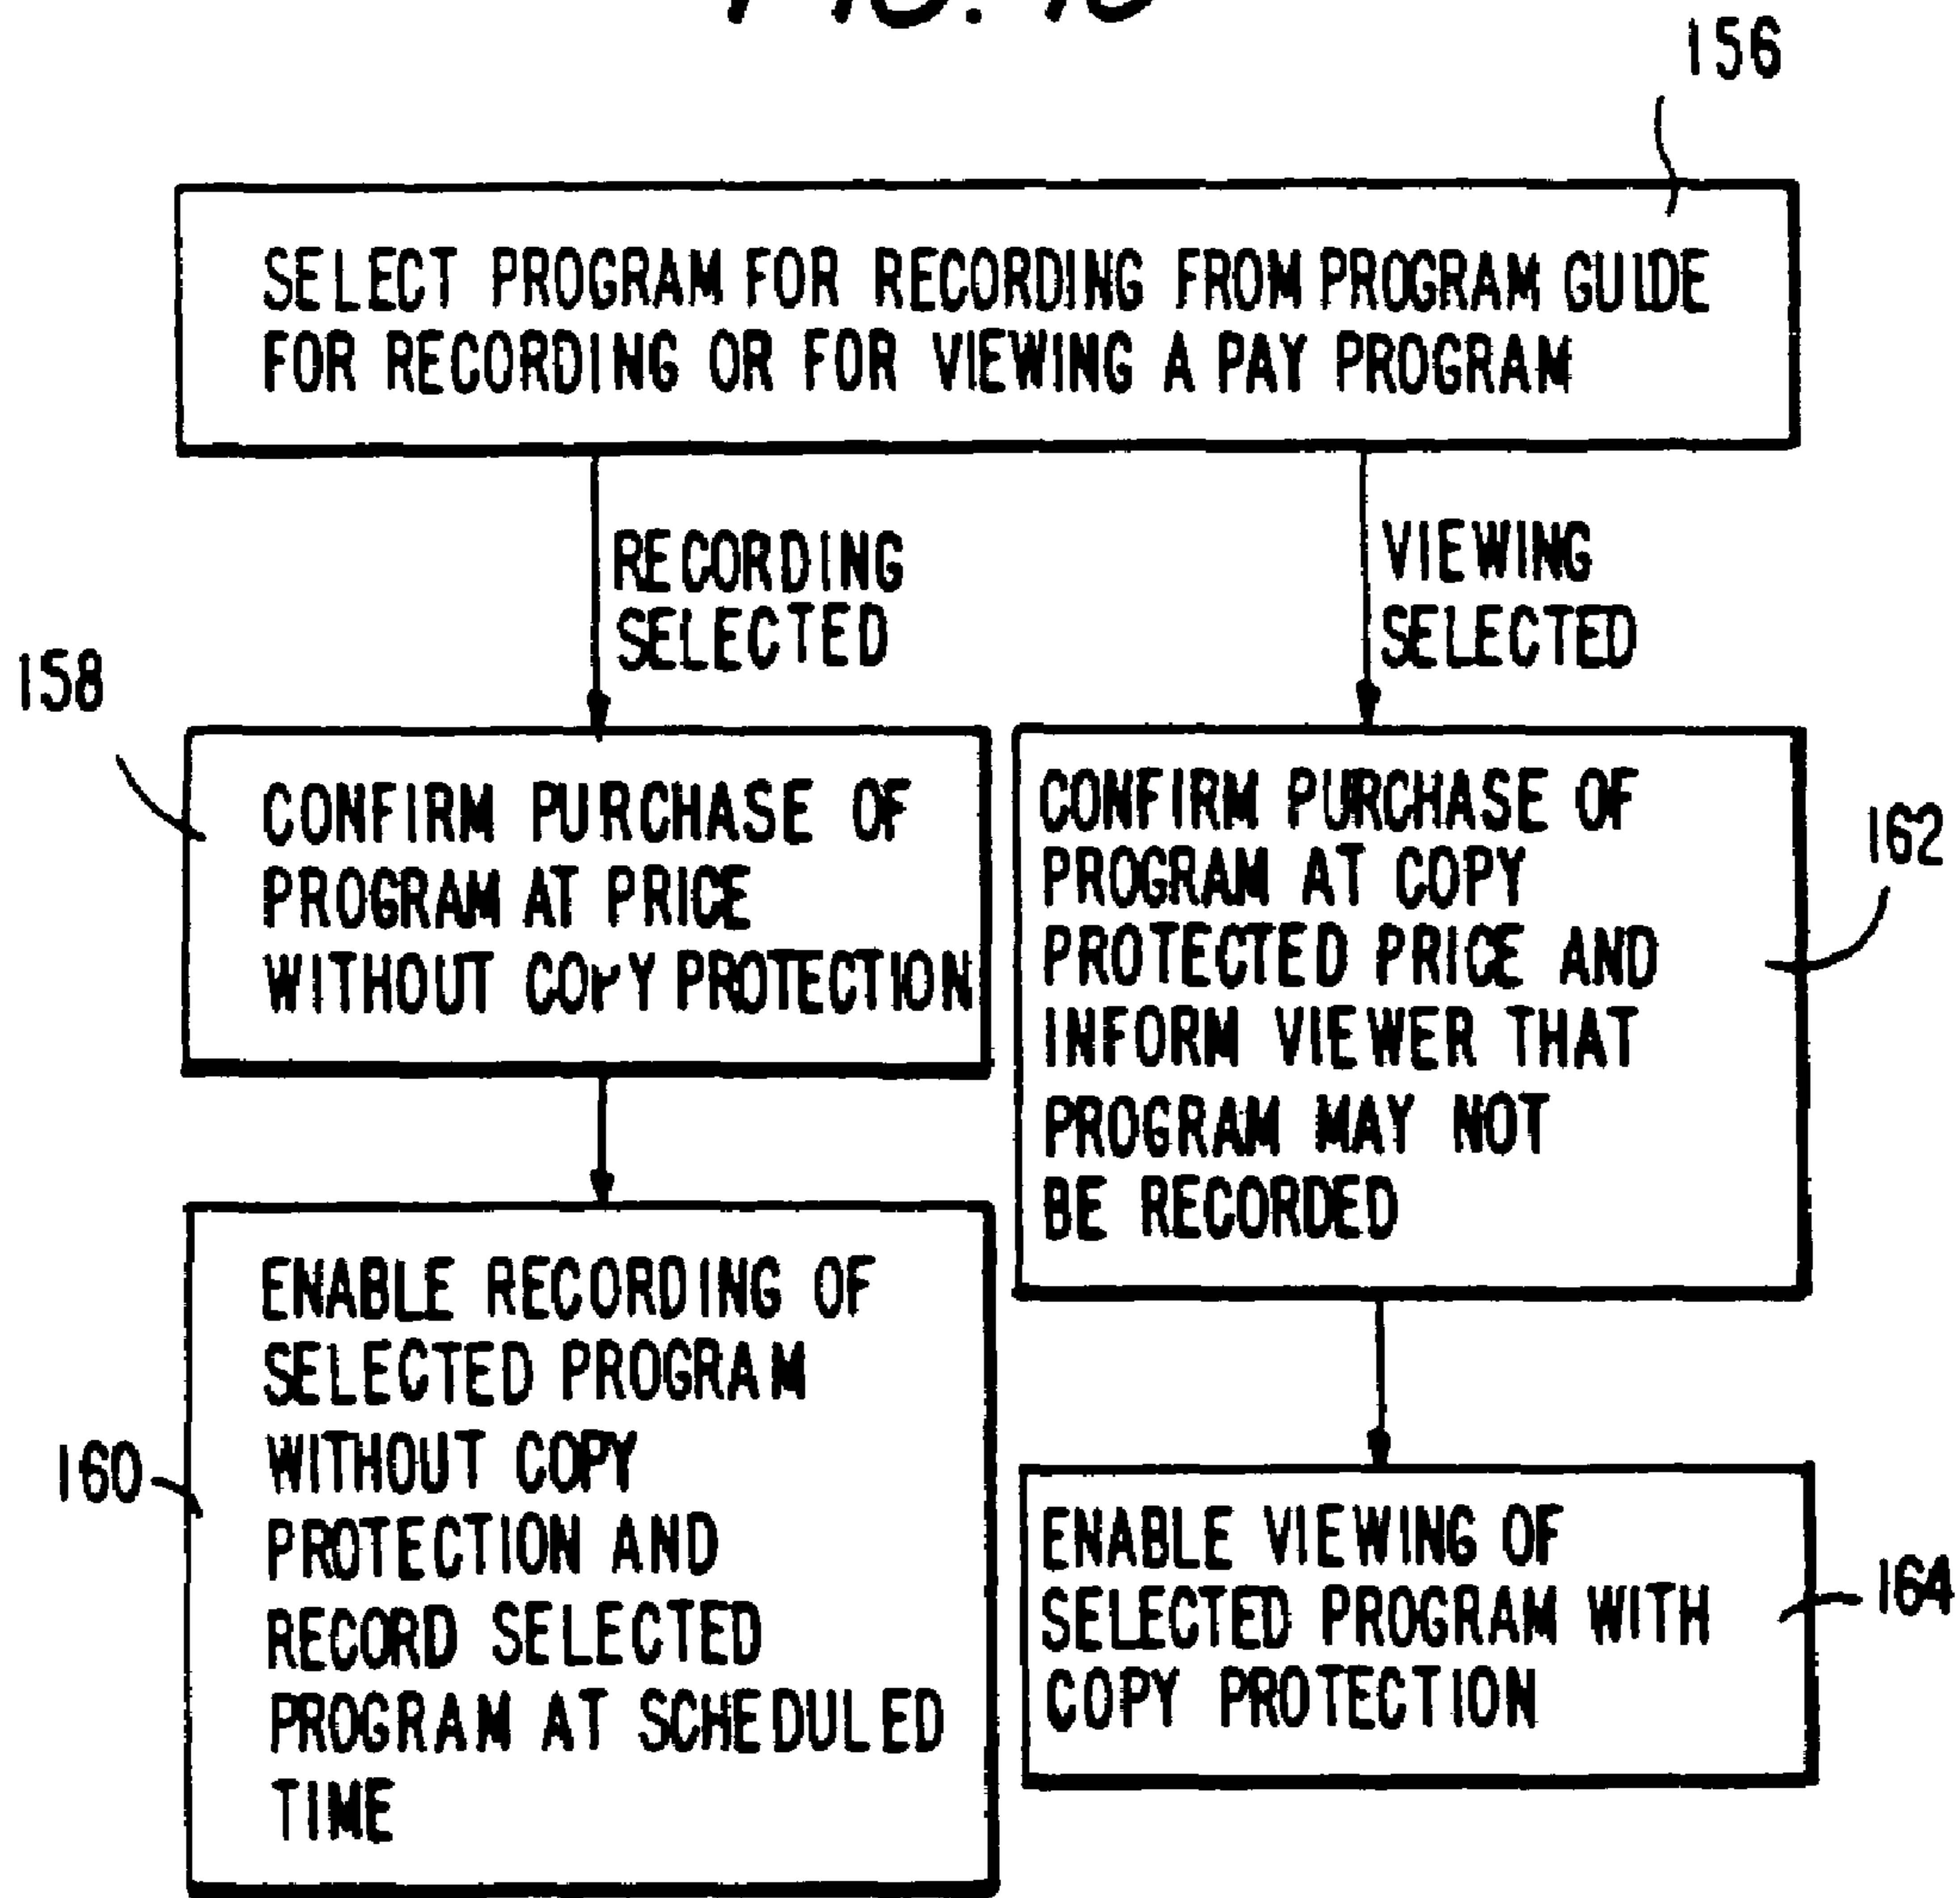 156
SELECT PROGRAM FOR RECORDING FROM PROGRAM GUIDE
FOR RECORDING OR FOR VIEWING A PAY PROGRAM
RECORDING
SELECTED
VIEWING
SELECTED
158
CONFIRM PURCHASE OF
PROGRAM AT PRICE
WITHOUT COPY PROTECTION
CONFIRM PURCHASE OF
PROGRAM AT COPY
PROTECTED PRICE AND
INFORM VIEWER THAT
PROGRAM MAY NOT
BE RECORDED
162
160
ENABLE RECORDING OF
SELECTED PROGRAM
WITHOUT COPY
PROTECTION AND
RECORD SELECTED
PROGRAM AT SCHEDULED
TIME
ENABLE VIEWING OF
SELECTED PROGRAM WITH
COPY PROTECTION
164